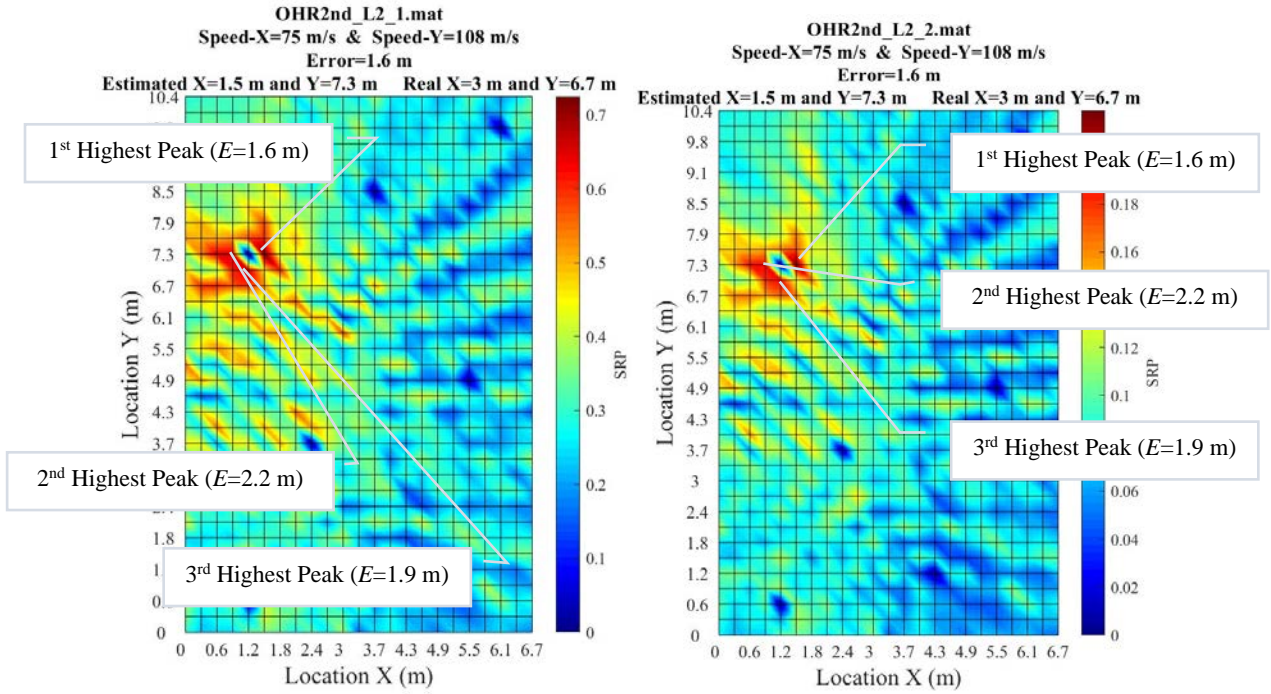 OHR2nd_L2_1.mat
Speed-X=75 m/s & Speed-Y=108 m/s
Error=1.6 m
Estimated X=1.5 m and Y=7.3 m Real X=3 m and Y=6.7 m
10.4
8.5
7.9
7.3
6.7
6.1
5.5
4.9
4.3
3.7
1.8
0
Location Y (m)
0 0.6 1.2 1.8 2.4 3 3.7 4.3 4.9 5.5 6.1 6.7
Location X (m)
0.7
0.6
0.5
0.4
0.3
0.2
0.1
0
SRP
1st Highest Peak (E=1.6 m)
2nd Highest Peak (E=2.2 m)
3rd Highest Peak (E=1.9 m)
OHR2nd_L2_2.mat
Speed-X=75 m/s & Speed-Y=108 m/s
Error=1.6 m
Estimated X=1.5 m and Y=7.3 m Real X=3 m and Y=6.7 m
10.4
9.8
9.1
8.5
7.9
7.3
6.7
6.1
5.5
4.9
4.3
3.7
3
2.4
1.8
1.2
0.6
0
Location Y (m)
0 0.6 1.2 1.8 2.4 3 3.7 4.3 4.9 5.5 6.1 6.7
Location X (m)
0.18
0.16
0.12
0.1
0.06
0.04
0.02
0
SRP
1st Highest Peak (E=1.6 m)
2nd Highest Peak (E=2.2 m)
3rd Highest Peak (E=1.9 m)